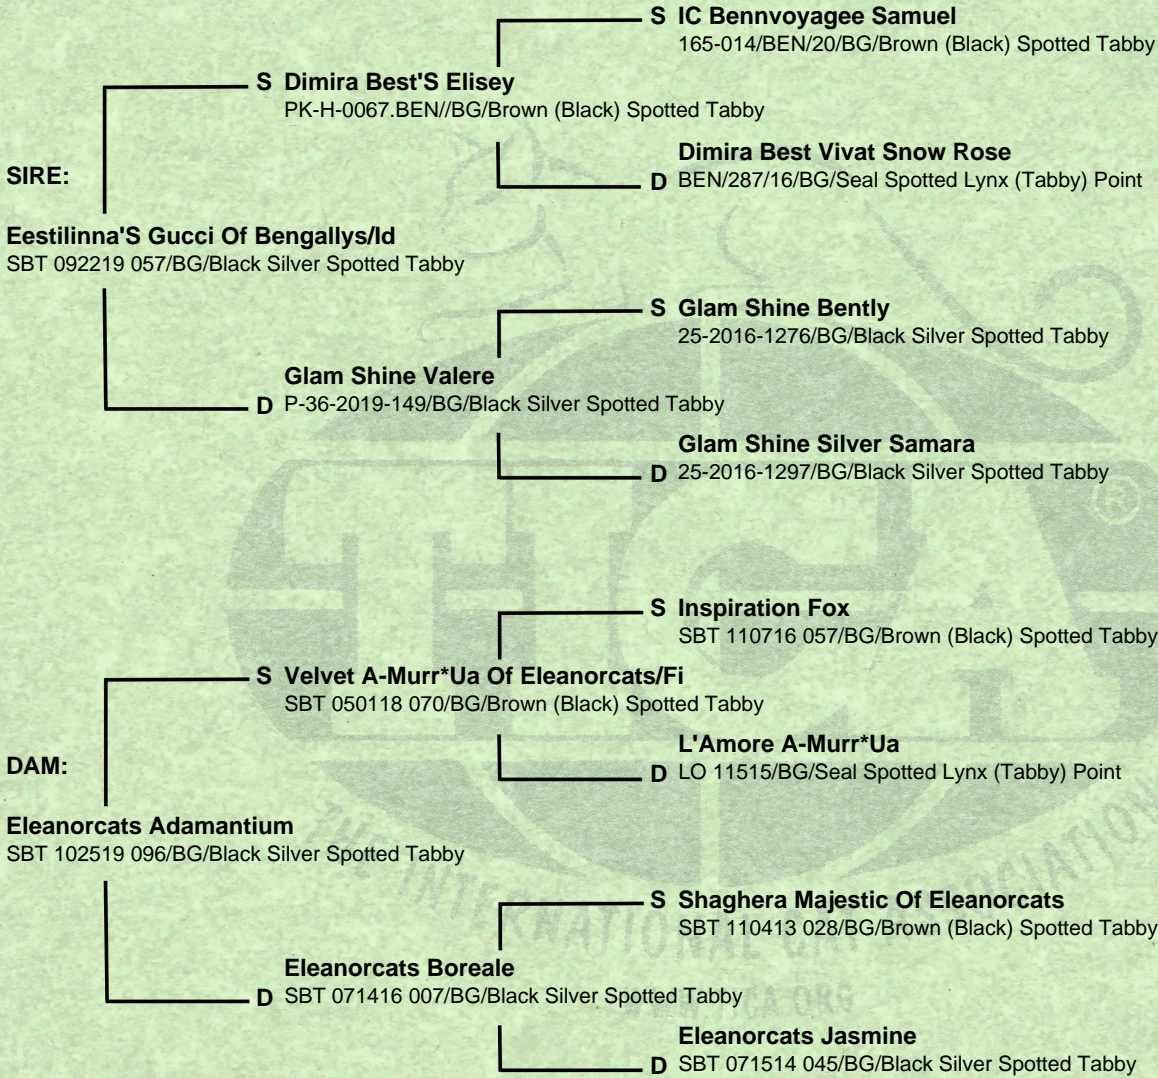 S IC Bennvoyagee Samuel
165-014/BEN/20/BG/Brown (Black) Spotted Tabby
S Dimira Best'S Elisey
PK-H-0067.BEN//BG/Brown (Black) Spotted Tabby
Dimira Best Vivat Snow Rose
D BEN/287/16/BG/Seal Spotted Lynx (Tabby) Point
SIRE:
Eestilinna'S Gucci Of Bengallys/Id
SBT 092219 057/BG/Black Silver Spotted Tabby
S Glam Shine Bently
25-2016-1276/BG/Black Silver Spotted Tabby
Glam Shine Valere
D P-36-2019-149/BG/Black Silver Spotted Tabby
Glam Shine Silver Samara
D 25-2016-1297/BG/Black Silver Spotted Tabby
S Inspiration Fox
SBT 110716 057/BG/Brown (Black) Spotted Tabby
S Velvet A-Murr*Ua Of Eleanorcats/Fi
SBT 050118 070/BG/Brown (Black) Spotted Tabby
L'Amore A-Murr*Ua
D LO 11515/BG/Seal Spotted Lynx (Tabby) Point
DAM:
Eleanorcats Adamantium
SBT 102519 096/BG/Black Silver Spotted Tabby
S Shaghera Majestic Of Eleanorcats
SBT 110413 028/BG/Brown (Black) Spotted Tabby
Eleanorcats Boreale
D SBT 071416 007/BG/Black Silver Spotted Tabby
Eleanorcats Jasmine
D SBT 071514 045/BG/Black Silver Spotted Tabby
TICA ®
THE INTERNATIONAL CAT ASSOCIATION
WWW.TICA.ORG